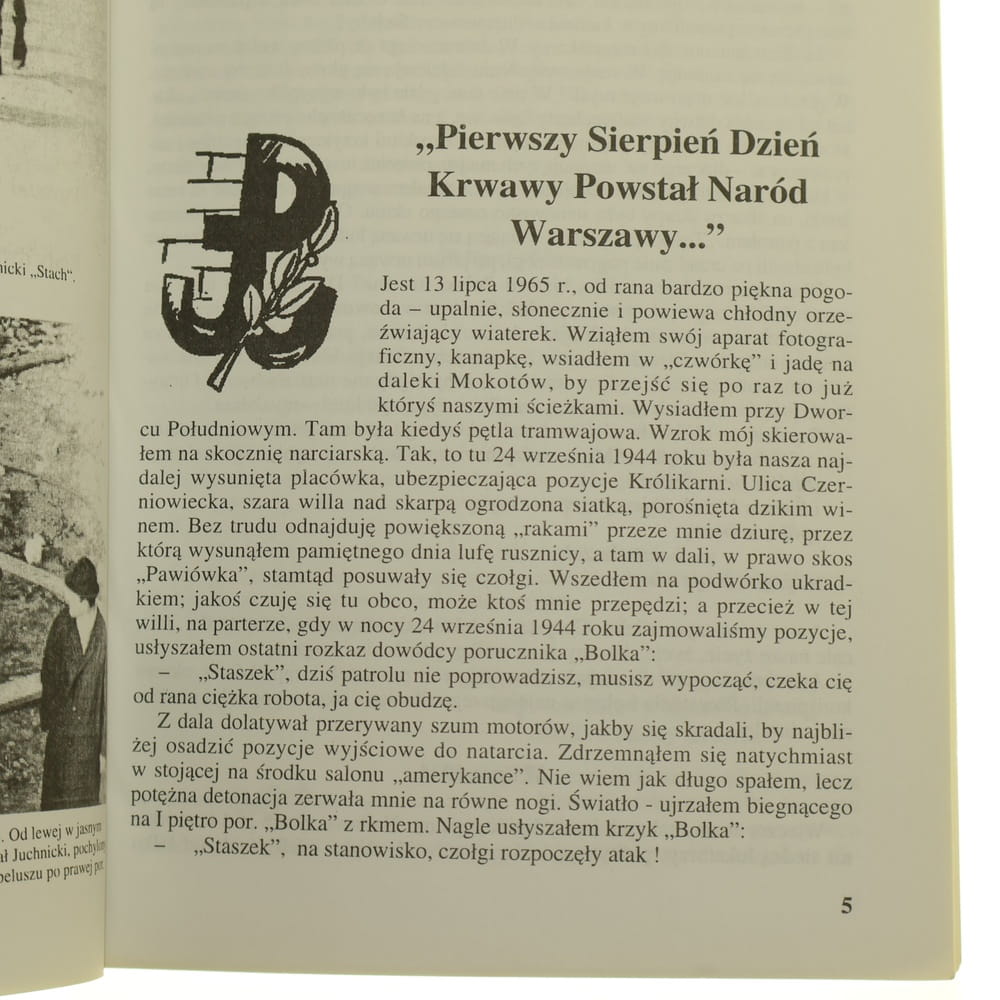 nicki „Stach“.
. Od lewej w jasnym
ał Juchnicki, pochylony
peluszu po prawej por.
„Pierwszy Sierpień Dzień
Krwawy Powstał Naród
Warszawy...”
Jest 13 lipca 1965 r., od rana bardzo piękna pogo-
da – upalnie, słonecznie i powiewa chłodny orze-
źwiający wiaterek. Wziąłem swój aparat fotogra-
ficzny, kanapkę, wsiadłem w „czwórkę” i jadę na
daleki Mokotów, by przejść się po raz to już
któryś naszymi ścieżkami. Wysiadłem przy Dwor-
cu Południowym. Tam była kiedyś pętla tramwajowa. Wzrok mój skierowa-
łem na skocznię narciarską. Tak, to tu 24 września 1944 roku była nasza naj-
dalej wysunięta placówka, ubezpieczająca pozycje Królikarni. Ulica Czer-
niowiecka, szara willa nad skarpą ogrodzona siatką, porośnięta dzikim wi-
nem. Bez trudu odnajduję powiększoną „rakami” przeze mnie dziurę, przez
którą wysunąłem pamiętnego dnia lufę rusznicy, a tam w dali, w prawo skos
„Pawiówka”, stamtąd posuwały się czołgi. Wszedłem na podwórko ukrad-
kiem; jakoś czuję się tu obco, może ktoś mnie przepędzi; a przecież w tej
willi, na parterze, gdy w nocy 24 września 1944 roku zajmowaliśmy pozycje,
usłyszałem ostatni rozkaz dowódcy porucznika „Bolka”:
– „Staszek”, dziś patrolu nie poprowadzisz, musisz wypocząć, czeka cię
od rana ciężka robota, ja cię obudzę.
Z dala dolatywał przerywany szum motorów, jakby się skradali, by najbli-
żej osadzić pozycje wyjściowe do natarcia. Zdrzemnąłem się natychmiast
w stojącej na środku salonu „amerykance”. Nie wiem jak długo spałem, lecz
potężna detonacja zerwała mnie na równe nogi. Światło - ujrzałem biegnącego
na I piętro por. „Bolka” z rkmem. Nagle usłyszałem krzyk „Bolka”:
– „Staszek”, na stanowisko, czołgi rozpoczęły atak !
5